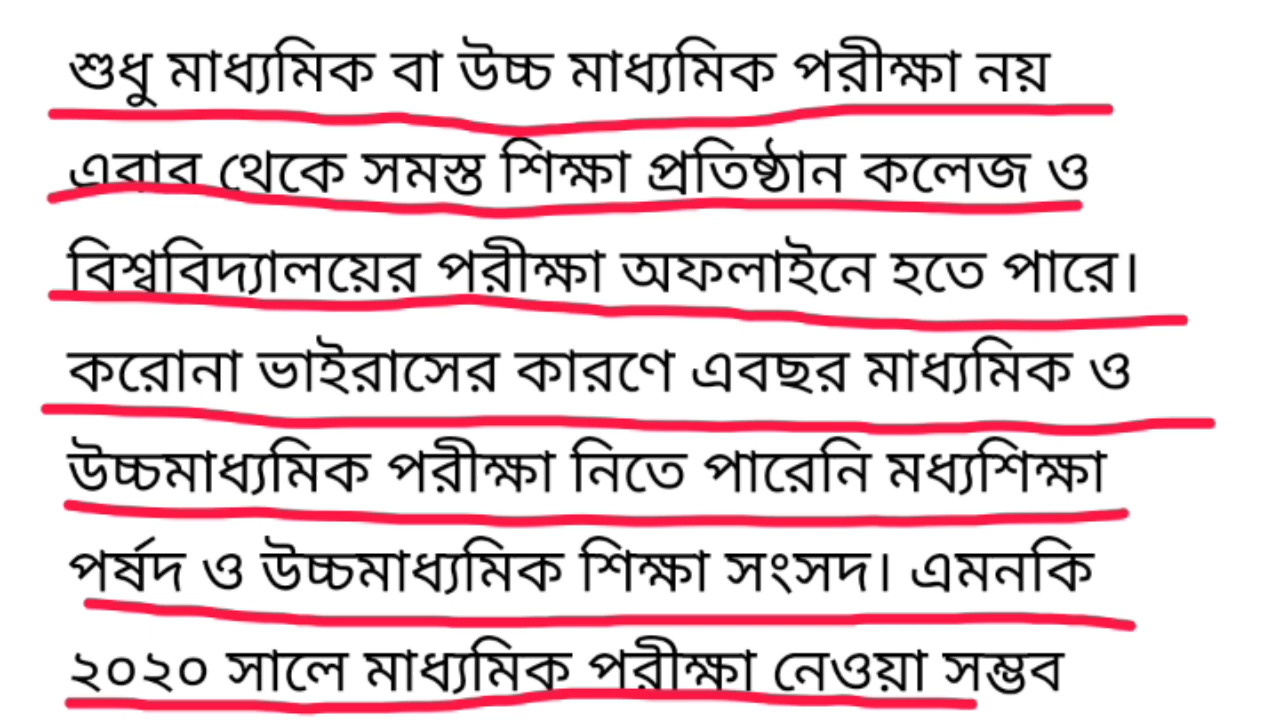 শুধু মাধ্যমিক বা উচ্চ মাধ্যমিক পরীক্ষা নয়
এবার থেকে সমস্ত শিক্ষা প্রতিষ্ঠান কলেজ ও
বিশ্ববিদ্যালয়ের পরীক্ষা অফলাইনে হতে পারে।
করোনা ভাইরাসের কারণে এবছর মাধ্যমিক ও
উচ্চমাধ্যমিক পরীক্ষা নিতে পারেনি মধ্যশিক্ষা
পর্ষদ ও উচ্চমাধ্যমিক শিক্ষা সংসদ। এমনকি
২০২০ সালে মাধ্যমিক পরীক্ষা নেওয়া সম্ভব